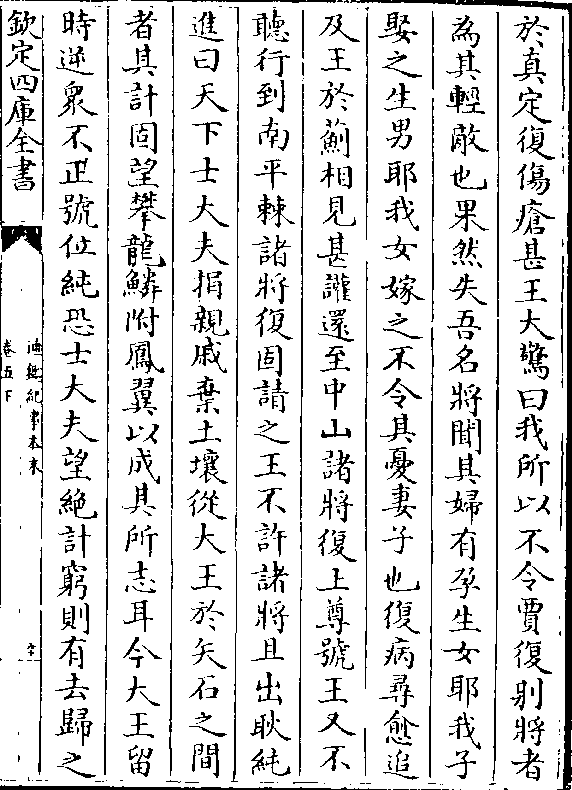 於真定復傷瘡甚王大驚曰我所以不令賈復别將者
為其輕敵也果然失吾名將聞其婦有孕生女耶我子
娶之生男耶我女嫁之不令其憂妻子也復病尋愈追
及王於薊相見甚讙還至中山諸將復上尊號王又不
聽行到南平棘諸將復固請之王不許諸將且出耿純
進曰天下士大夫捐親戚棄土壤從大王於矢石之間
者其計固望攀龍鱗附鳳翼以成其所志耳今大王留
時逆衆不正號位純恐士大夫望絶計窮則有去歸之
欽定四庫全書
通鑑紀事本末
卷五下